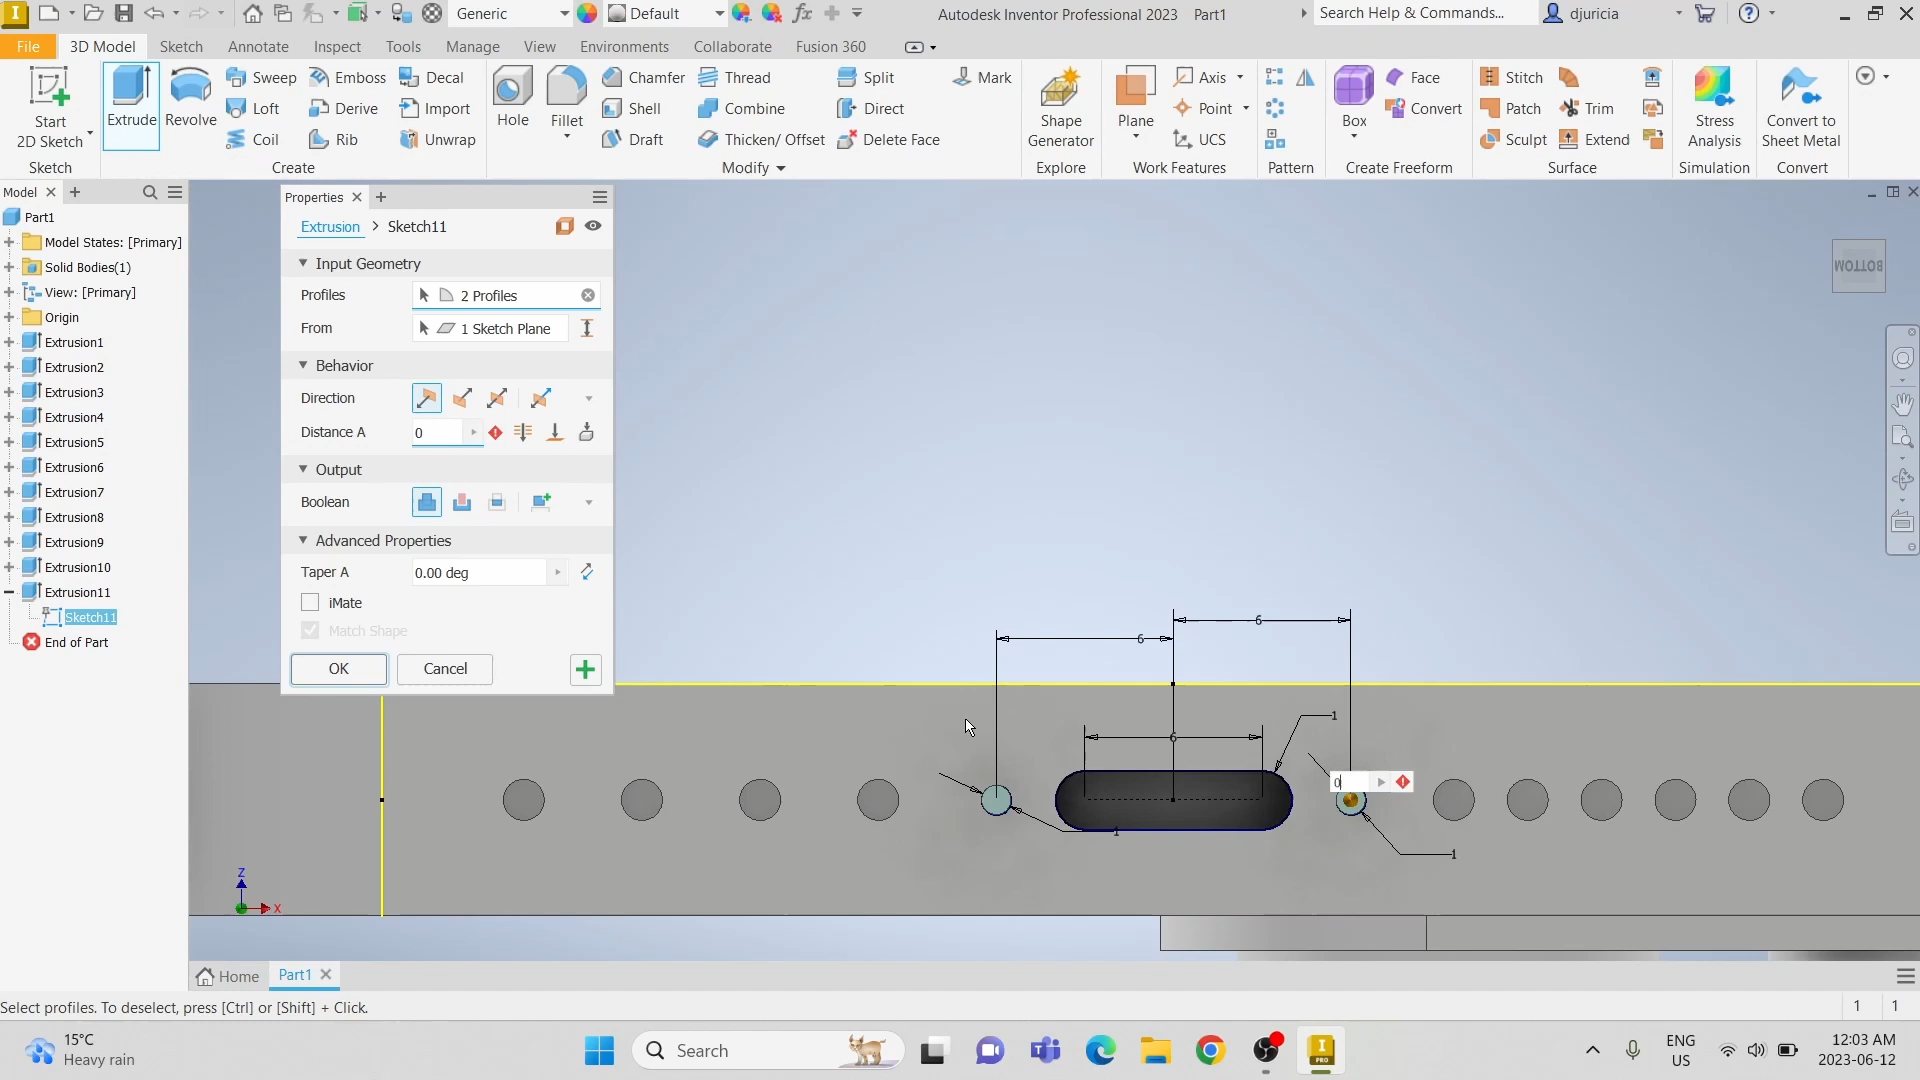 Generic
Default
Autodesk Inventor Professional 2023 Part1
Search Help & Commands...
djuricia
File
3D Model
Sketch
Annotate
Inspect
Tools
Manage
View
Environments
Collaborate
Fusion 360
Start
2D Sketch
Extrude
Revolve
Sweep
Loft
Coil
Emboss
Derive
Rib
Decal
Import
Unwrap
Hole
Fillet
Chamfer
Shell
Draft
Thread
Combine
Thicken/ Offset
Split
Direct
Delete Face
Mark
Shape
Generator
Plane
Axis
Point
UCS
Box
Face
Convert
Stitch
Patch
Sculpt
Trim
Extend
Stress
Analysis
Convert to
Sheet Metal
Sketch
Create
Modify
Explore
Work Features
Pattern
Create Freeform
Surface
Simulation
Convert
Model
Part1
Model States: [Primary]
Solid Bodies(1)
View: [Primary]
Origin
Extrusion1
Extrusion2
Extrusion3
Extrusion4
Extrusion5
Extrusion6
Extrusion7
Extrusion8
Extrusion9
Extrusion10
Extrusion11
Sketch11
End of Part
Properties
Extrusion > Sketch11
Input Geometry
Profiles 2 Profiles
From 1 Sketch Plane
Behavior
Direction
Distance A 0
Output
Boolean
Advanced Properties
Taper A 0.00 deg
iMate
Match Shape
OK
Cancel
BOTTOM
6
6
6
1
0
1
1
Z
X
Home
Part1
Select profiles. To deselect, press [Ctrl] or [Shift] + Click.
1 1
15°C
Heavy rain
Search
PRO
ENG
US
12:03 AM
2023-06-12